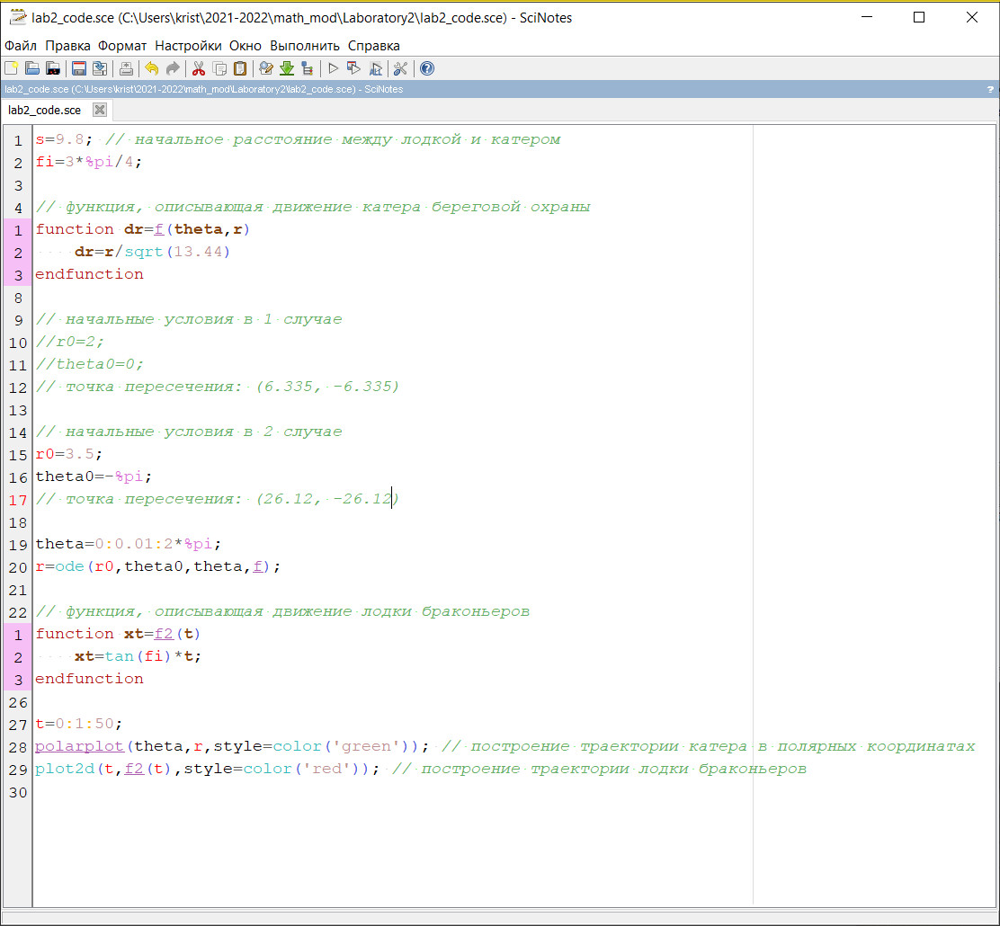 lab2_code.sce (C:\Users\krist\2021-2022\math_mod\Laboratory2\lab2_code.sce) - SciNotes
Файл Правка Формат Настройки Окно Выполнить Справка
lab2_code.sce (C:\Users\krist\2021-2022\math_mod\Laboratory2\lab2_code.sce) - SciNotes ?
lab2_code.sce
1 s=9.8; // начальное расстояние между лодкой и катером
2 fi=3*%pi/4;
3
4 // функция, описывающая движение катера береговой охраны
1 function dr=f(theta,r)
2     dr=r/sqrt(13.44)
3 endfunction
8
9 // начальные условия в 1 случае
10 //r0=2;
11 //theta0=0;
12 // точка пересечения: (6.335, -6.335)
13
14 // начальные условия в 2 случае
15 r0=3.5;
16 theta0=-%pi;
17 // точка пересечения: (26.12, -26.12)
18
19 theta=0:0.01:2*%pi;
20 r=ode(r0,theta0,theta,f);
21
22 // функция, описывающая движение лодки браконьеров
1 function xt=f2(t)
2     xt=tan(fi)*t;
3 endfunction
26
27 t=0:1:50;
28 polarplot(theta,r,style=color('green')); // построение траектории катера в полярных координатах
29 plot2d(t,f2(t),style=color('red')); // построение траектории лодки браконьеров
30